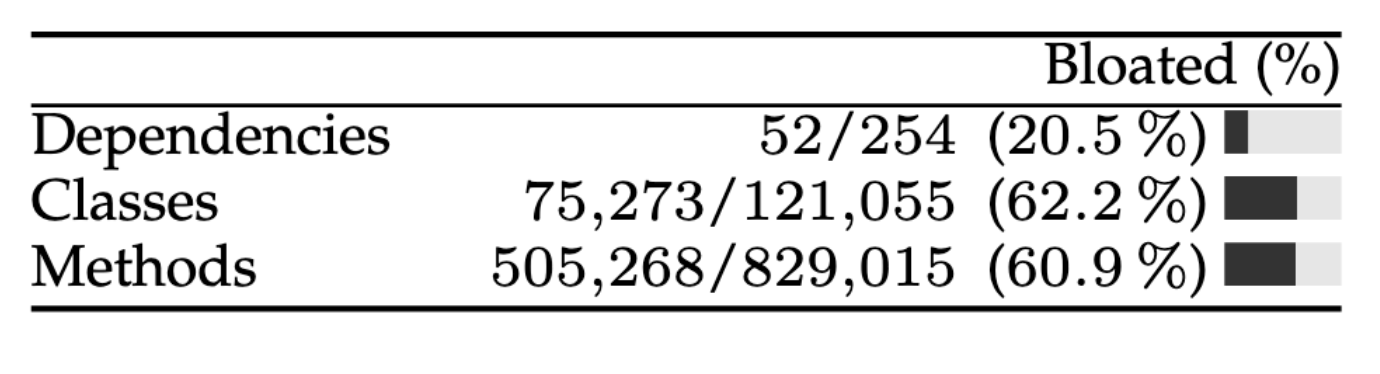 Bloated (%)
Dependencies 52/254 (20.5 %)
Classes 75,273/121,055 (62.2 %)
Methods 505,268/829,015 (60.9 %)